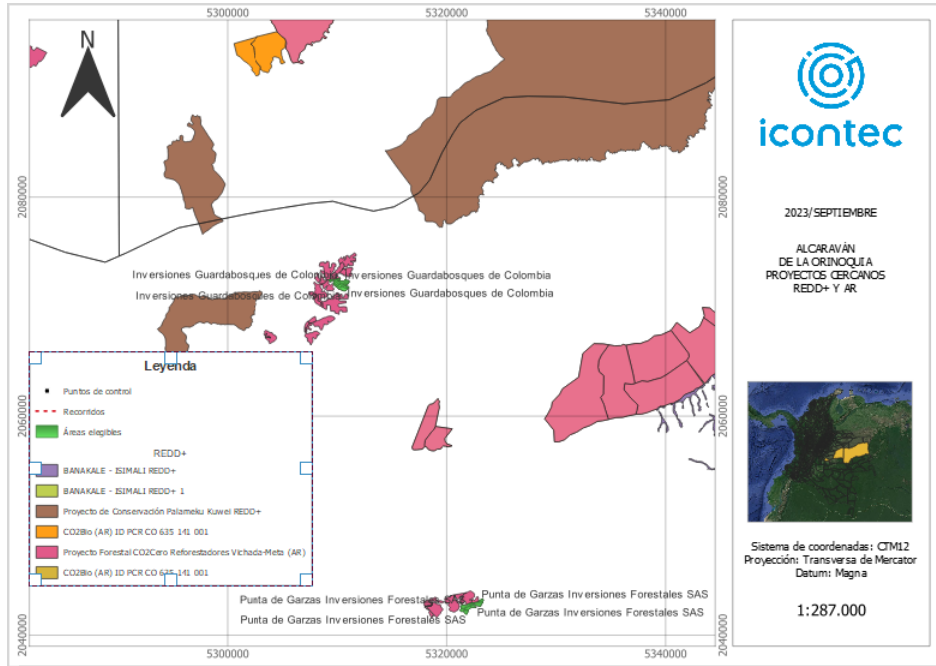 5300000
5320000
5340000
N
2080000
2080000
Inversiones Guardabosques de Colombia
Inversiones Guardabosques de Colombia
Inversiones Guardabosques de Colombia
Inversiones Guardabosques de Colombia
Leyenda
Puntos de control
Recorridos
Áreas elegibles
REDD+
BANAKALE - ISIMALI REDD+
BANAKALE - ISIMALI REDD+ 1
Proyecto de Conservación Palameku Kuwei REDD+
CO2Bio (AR) ID PCR CO 635 141 001
Proyecto Forestal CO2Cero Reforestadores Vichada-Meta (AR)
CO2Bio (AR) ID PCR CO 635 141 001
2060000
2060000
Punta de Garzas Inversiones Forestales SAS
Punta de Garzas Inversiones Forestales SAS
Punta de Garzas Inversiones Forestales SAS
Punta de Garzas Inversiones Forestales SAS
2040000
2040000
5300000
5320000
5340000
icontec
2023/SEPTIEMBRE
ALCARAVÁN
DE LA ORINOQUIA
PROYECTOS CERCANOS
REDD+ Y AR
Sistema de coordenadas: CTM12
Proyección: Transversa de Mercator
Datum: Magna
1:287.000